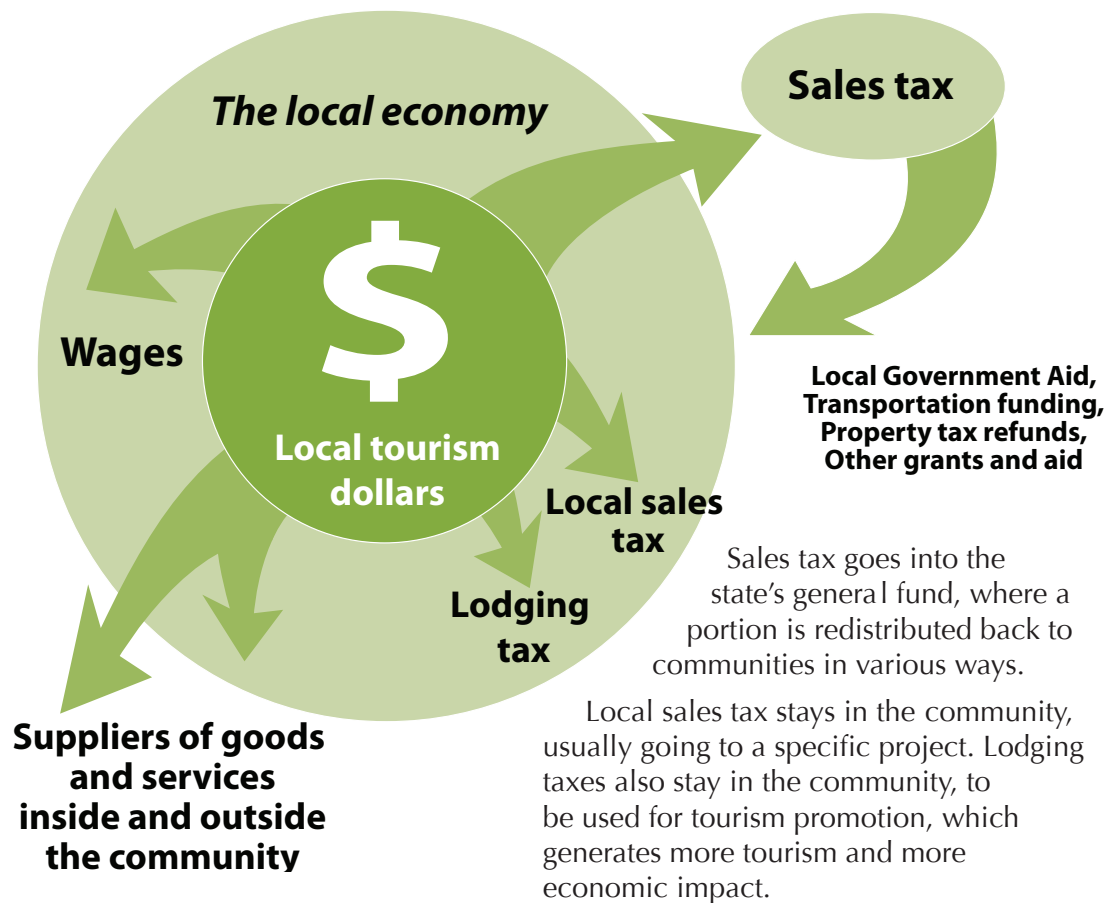 The local economy
Sales tax
$
Wages
Local tourism
dollars
Local Government Aid,
Transportation funding,
Property tax refunds,
Other grants and aid
Local sales
tax
Lodging
tax
Suppliers of goods
and services
inside and outside
the community
Sales tax goes into the
state’s general fund, where a
portion is redistributed back to
communities in various ways.
Local sales tax stays in the community,
usually going to a specific project. Lodging
taxes also stay in the community, to
be used for tourism promotion, which
generates more tourism and more
economic impact.